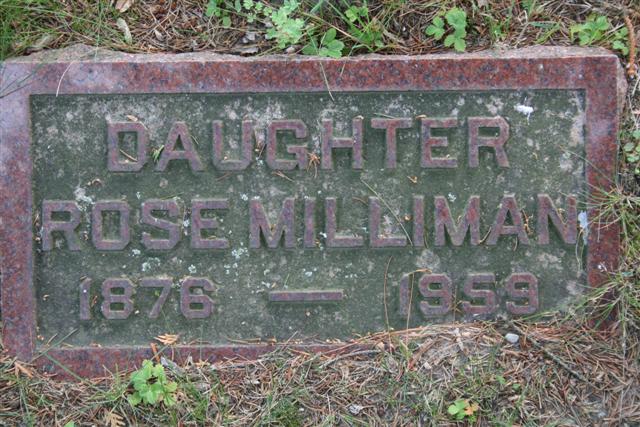 DAUGHTER
ROSE MILLIMAN
1876 — 1959